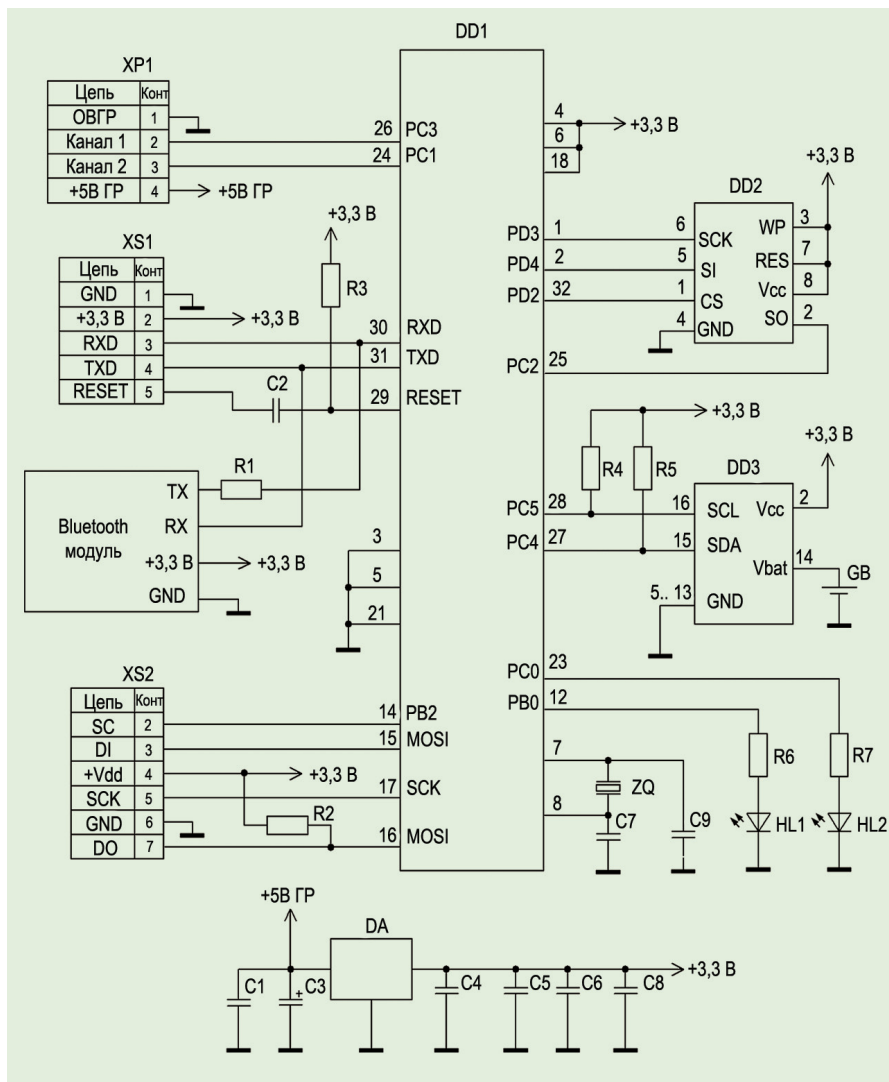 DD1
XP1
Цепь Конт
ОВГР 1
Канал 1 2
Канал 2 3
+5В ГР 4
+5В ГР
26 PC3
24 PC1
4
6
18
+3,3 В
XS1
Цепь Конт
GND 1
+3,3 В 2
RXD 3
TXD 4
RESET 5
+3,3 В
+3,3 В
R3
C2
30 RXD
31 TXD
29 RESET
DD2
+3,3 В
PD3 1
PD4 2
PD2 32
PC2 25
6 SCK
5 SI
1 CS
4 GND
WP 3
RES 7
Vcc 8
SO 2
Bluetooth
модуль
TX
RX
+3,3 В
GND
R1
+3,3 В
3
5
21
+3,3 В
R4
R5
DD3
+3,3 В
PC5 28
PC4 27
16 SCL
15 SDA
5.. 13 GND
Vcc 2
Vbat 14
GB
XS2
Цепь Конт
SC 2
DI 3
+Vdd 4
SCK 5
GND 6
DO 7
+3,3 В
R2
14 PB2
15 MOSI
17 SCK
16 MOSI
PC0 23
PB0 12
7
8
ZQ
C7
C9
R6
R7
HL1
HL2
+5В ГР
DA
C1
+
C3
C4
C5
C6
C8
+3,3 В